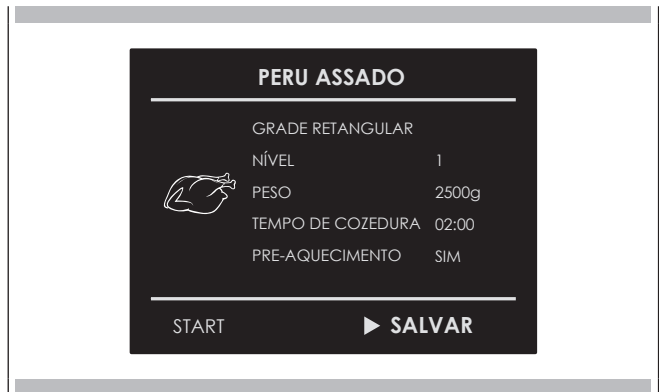 PERU ASSADO
GRADE RETANGULAR
NÍVEL 1
PESO 2500g
TEMPO DE COZEDURA 02:00
PRE-AQUECIMENTO SIM
START ▶ SALVAR